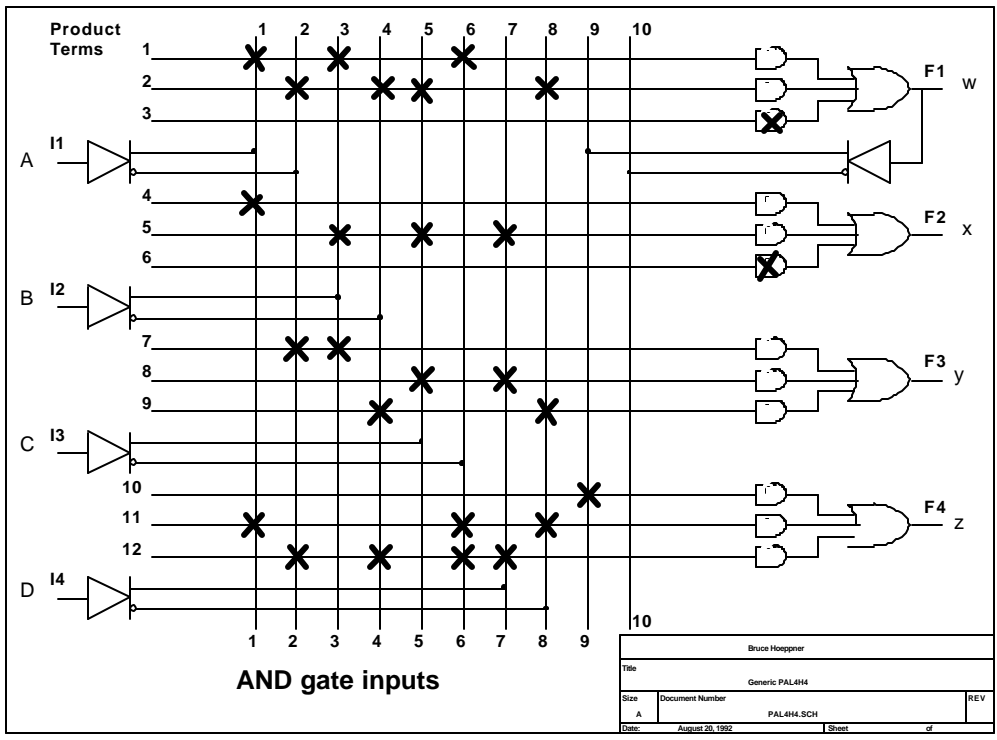 Product Terms
1 2 3 4 5 6 7 8 9 10
1
F1 w
2
3
A I1
4
F2 x
5
6
B I2
7
F3 y
8
9
C I3
10
F4 z
11
12
D I4
1 2 3 4 5 6 7 8 9 10
AND gate inputs
Bruce Hoeppner
Title
Generic PAL4H4
Size Document Number REV
A PAL4H4.SCH
Date: August 20, 1992 Sheet of